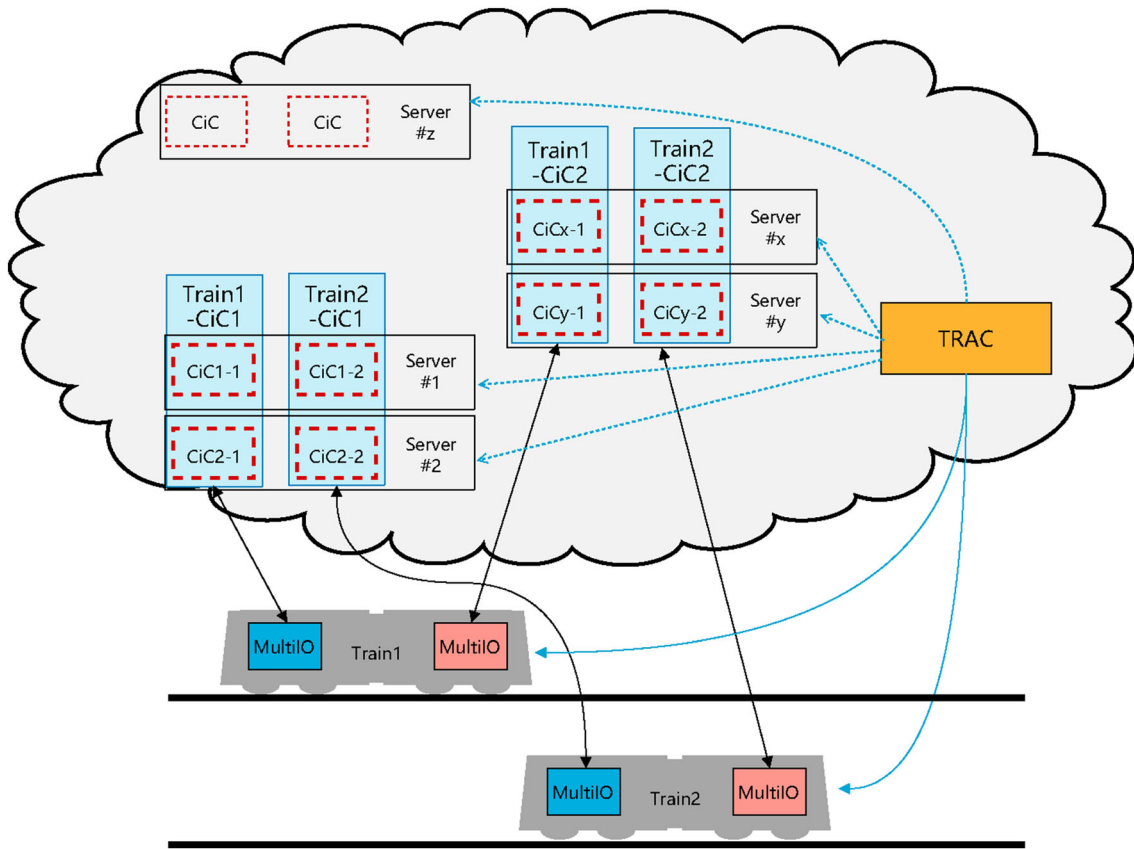 CiC
CiC
Server
#z
Train1
-CiC2
Train2
-CiC2
CiCx-1
CiCx-2
Server
#x
CiCy-1
CiCy-2
Server
#y
Train1
-CiC1
Train2
-CiC1
CiC1-1
CiC1-2
Server
#1
CiC2-1
CiC2-2
Server
#2
TRAC
MultiIO
Train1
MultiIO
MultiIO
Train2
MultiIO